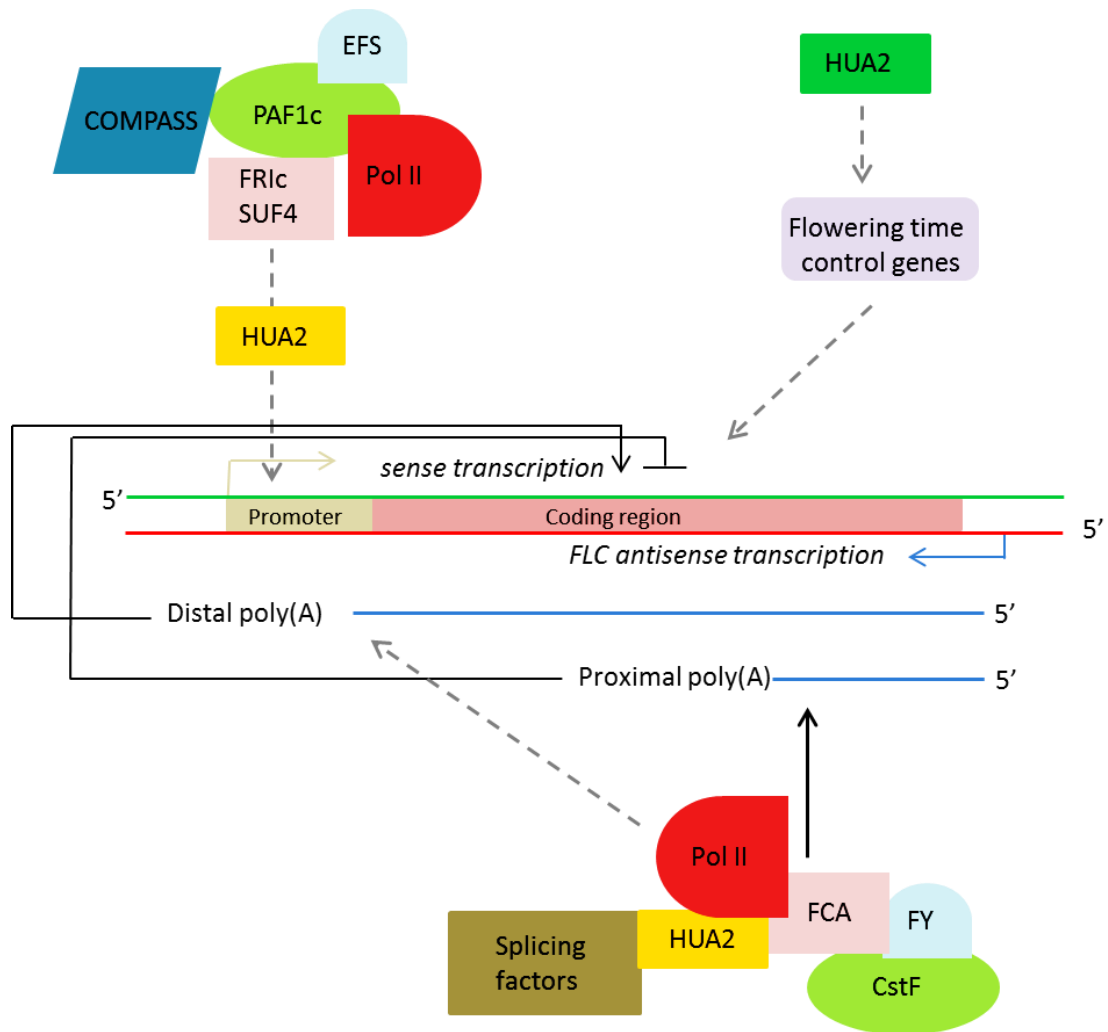 EFS
HUA2
COMPASS
PAF1c
Pol II
FRIc
SUF4
Flowering time
control genes
HUA2
sense transcription
5’
Promoter
Coding region
5’
FLC antisense transcription
Distal poly(A)
5’
Proximal poly(A)
5’
Pol II
FCA
FY
HUA2
Splicing
factors
CstF